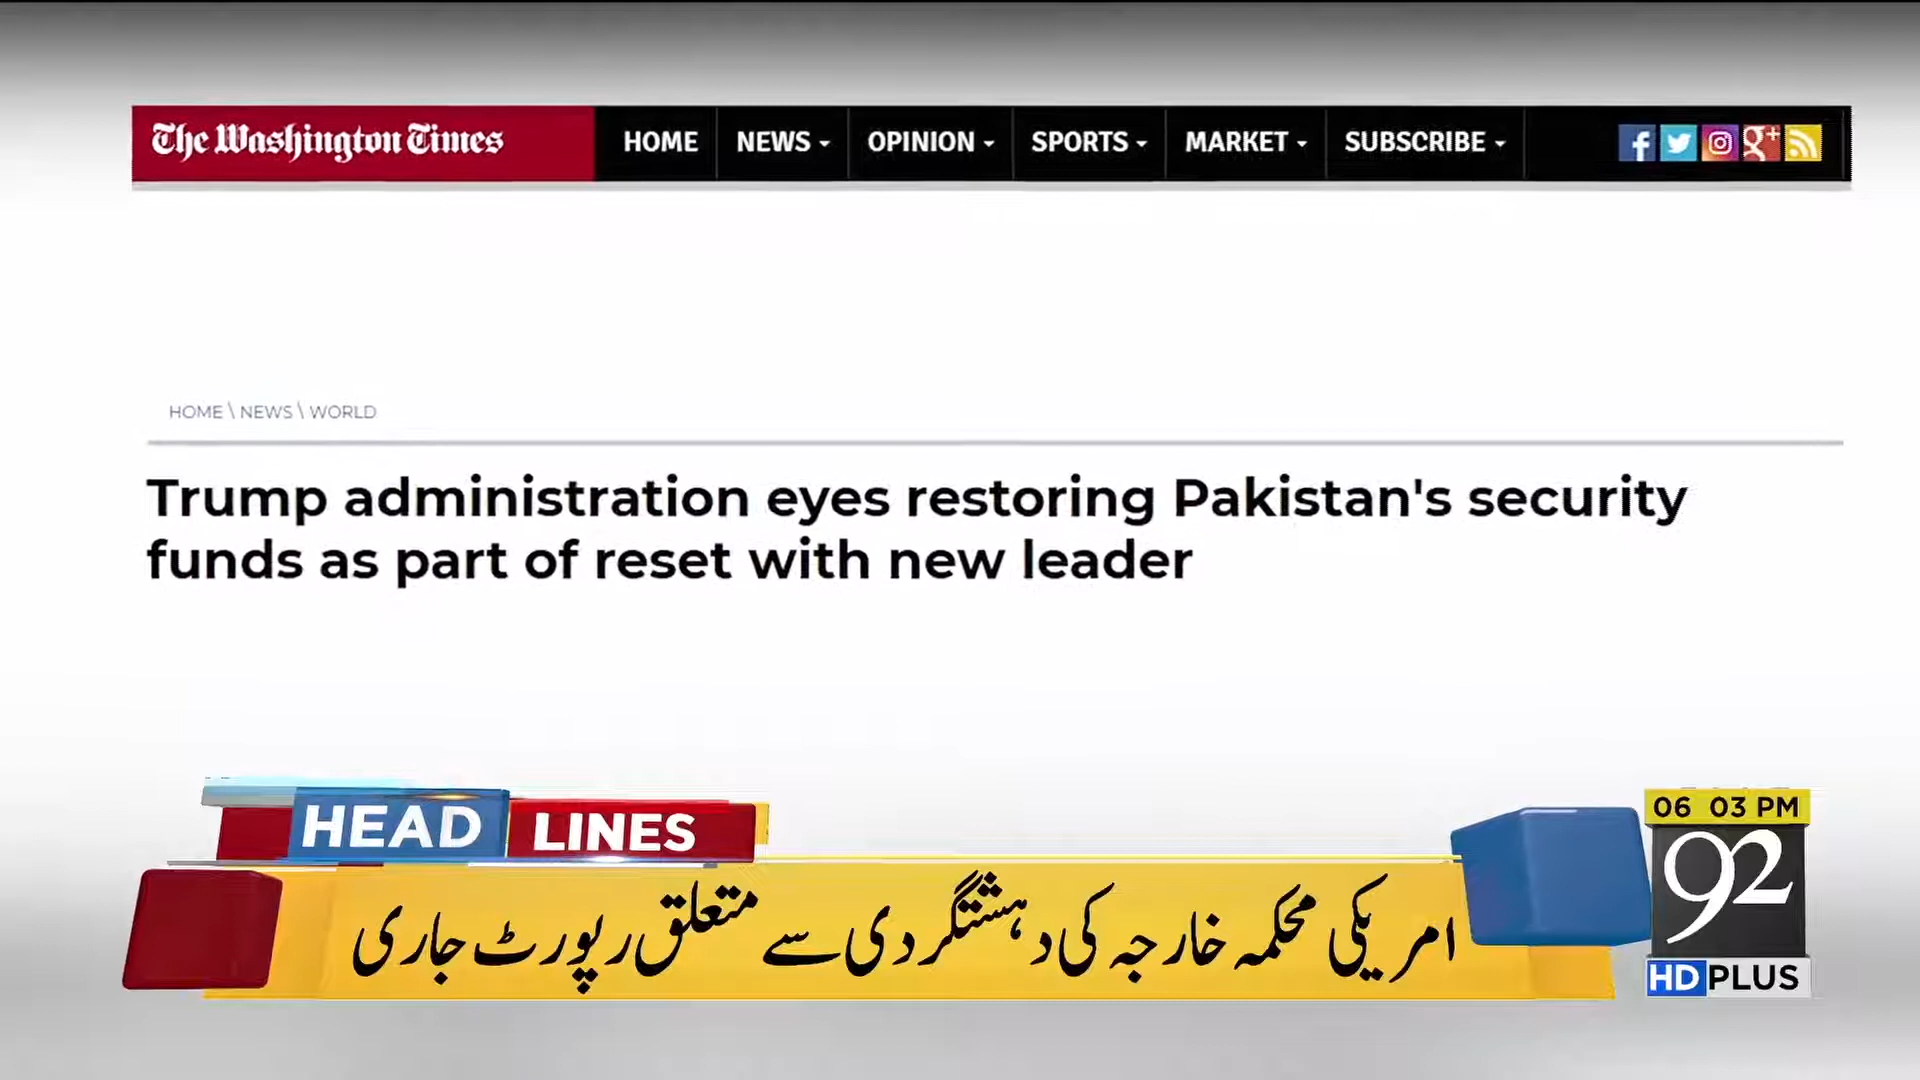 The Washington Times HOME NEWS OPINION SPORTS MARKET SUBSCRIBE
HOME \ NEWS \ WORLD
Trump administration eyes restoring Pakistan's security
funds as part of reset with new leader
HEAD LINES
امریکی محکمہ خارجہ کی دہشتگردی سے متعلق رپورٹ جاری
06 03 PM
92
HD PLUS